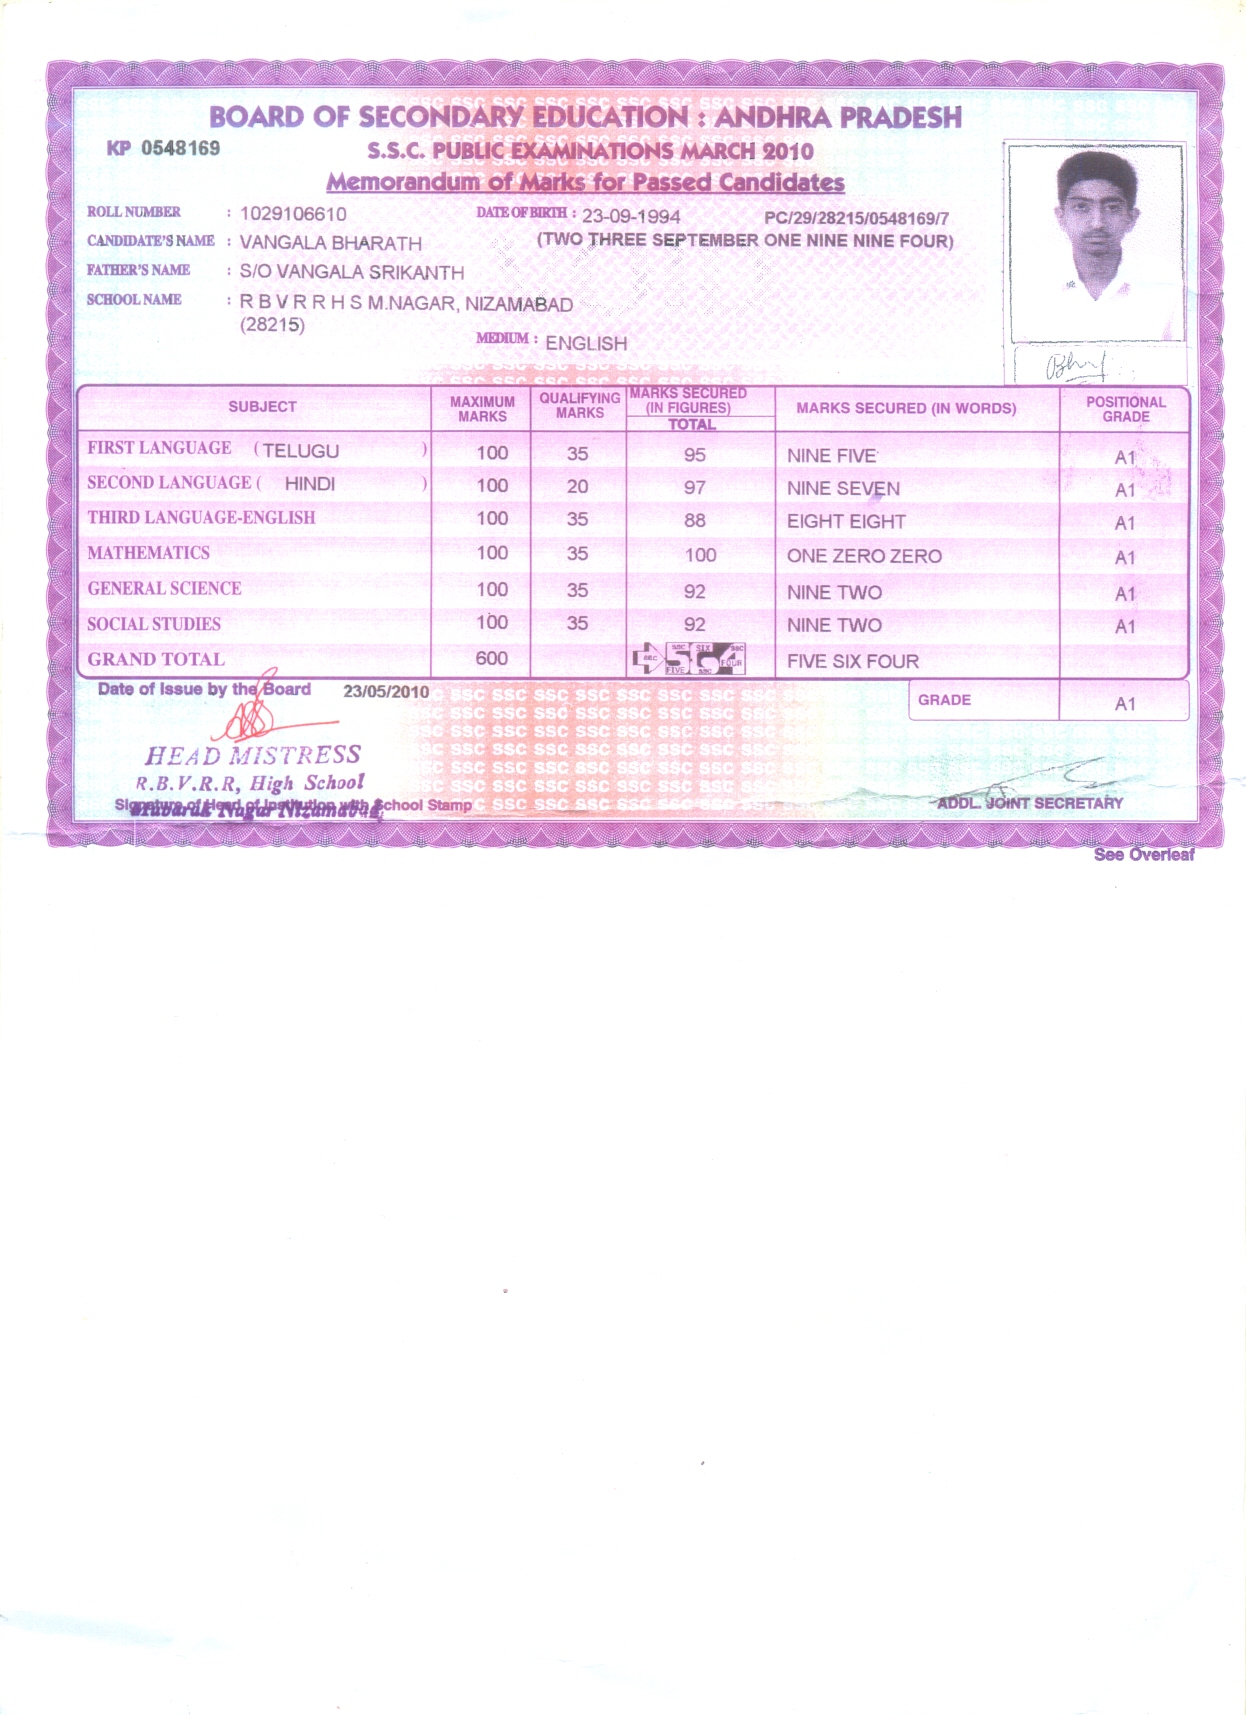 BOARD OF SECONDARY EDUCATION : ANDHRA PRADESH
KP 0548169
S.S.C. PUBLIC EXAMINATIONS MARCH 2010
Memorandum of Marks for Passed Candidates
ROLL NUMBER : 1029106610 DATE OF BIRTH : 23-09-1994 PC/29/28215/0548169/7
CANDIDATE'S NAME : VANGALA BHARATH (TWO THREE SEPTEMBER ONE NINE NINE FOUR)
FATHER'S NAME : S/O VANGALA SRIKANTH
SCHOOL NAME : R B V R R H S M.NAGAR, NIZAMABAD
(28215)
MEDIUM : ENGLISH
SUBJECT MAXIMUM MARKS QUALIFYING MARKS MARKS SECURED (IN FIGURES) TOTAL MARKS SECURED (IN WORDS) POSITIONAL GRADE
FIRST LANGUAGE ( TELUGU ) 100 35 95 NINE FIVE A1
SECOND LANGUAGE ( HINDI ) 100 20 97 NINE SEVEN A1
THIRD LANGUAGE-ENGLISH 100 35 88 EIGHT EIGHT A1
MATHEMATICS 100 35 100 ONE ZERO ZERO A1
GENERAL SCIENCE 100 35 92 NINE TWO A1
SOCIAL STUDIES 100 35 92 NINE TWO A1
GRAND TOTAL 600 564 FIVE SIX FOUR
Date of Issue by the Board 23/05/2010
GRADE A1
HEAD MISTRESS
R.B.V.R.R, High School
Signature of Head of Institution with School Stamp
Mubarak Nagar Nizamabad.
ADDL. JOINT SECRETARY
See Overleaf